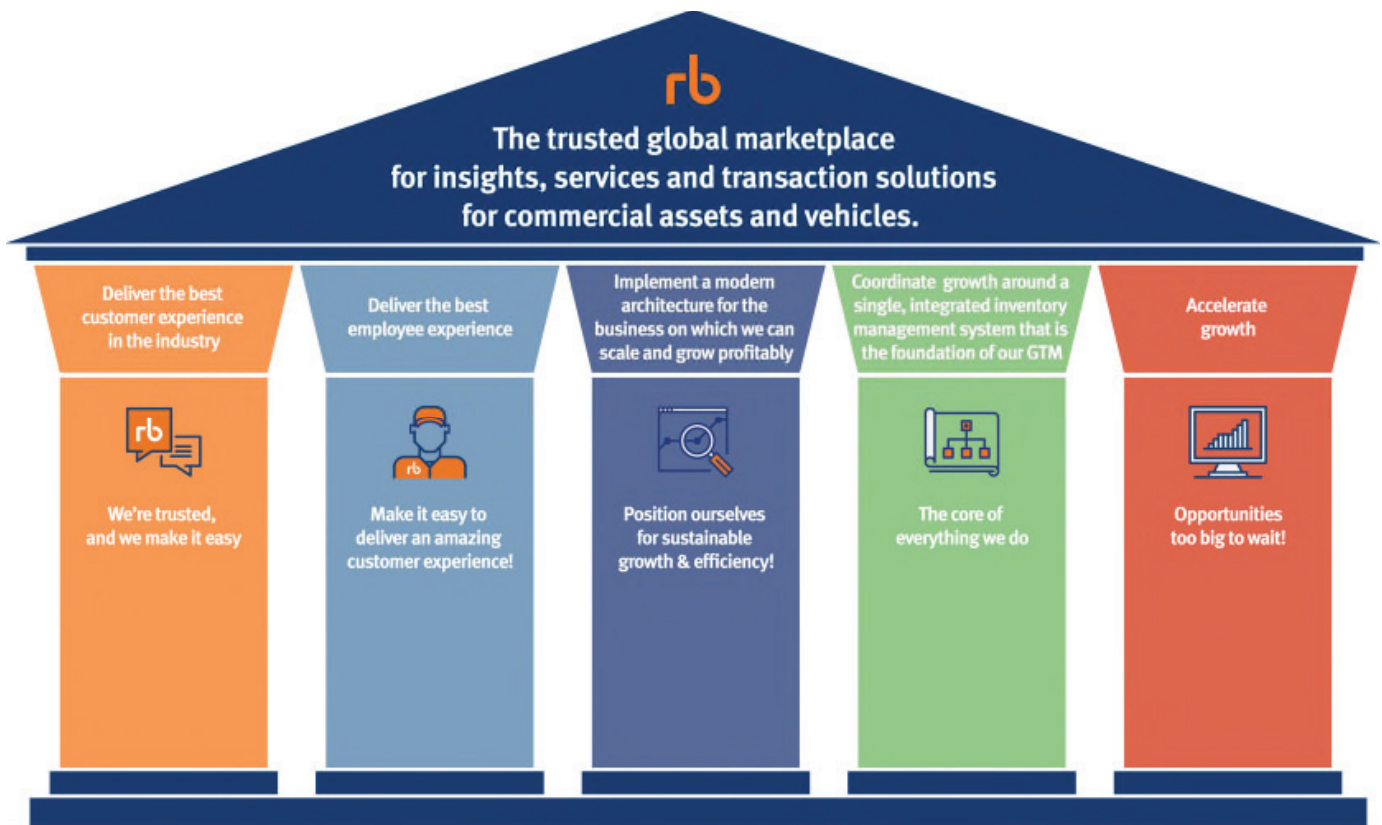 rb
The trusted global marketplace
for insights, services and transaction solutions
for commercial assets and vehicles.
Deliver the best
customer experience
in the industry
Deliver the best
employee experience
Implement a modern
architecture for the
business on which we can
scale and grow profitably
Coordinate growth around a
single, integrated inventory
management system that is
the foundation of our GTM
Accelerate
growth
rb
We're trusted,
and we make it easy
rb
Make it easy to
deliver an amazing
customer experience!
Position ourselves
for sustainable
growth & efficiency!
The core of
everything we do
Opportunities
too big to wait!